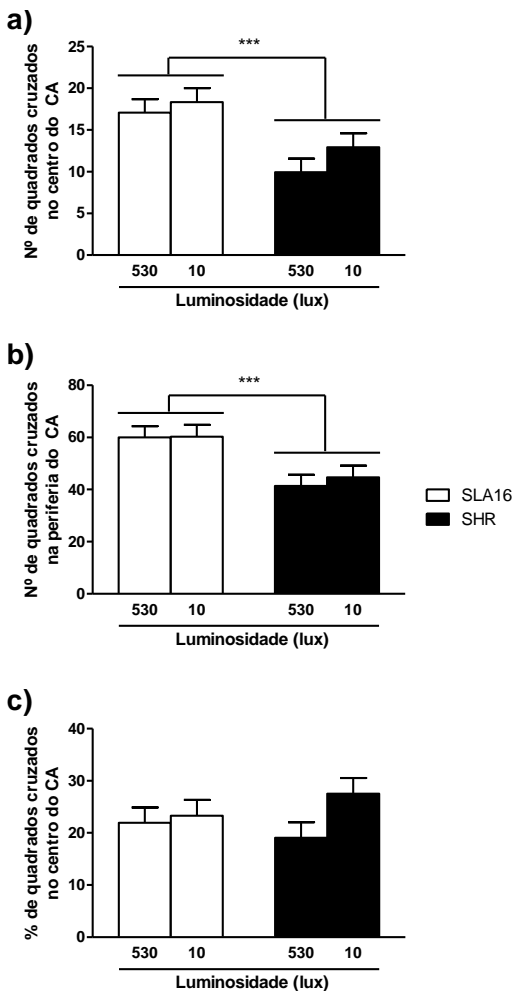 a)
Nº de quadrados cruzados
no centro do CA
25
20
15
10
5
0
***
530 10 530 10
Luminosidade (lux)
b)
Nº de quadrados cruzados
na periferia do CA
80
60
40
20
0
***
530 10 530 10
Luminosidade (lux)
SLA16
SHR
c)
% de quadrados cruzados
no centro do CA
40
30
20
10
0
530 10 530 10
Luminosidade (lux)